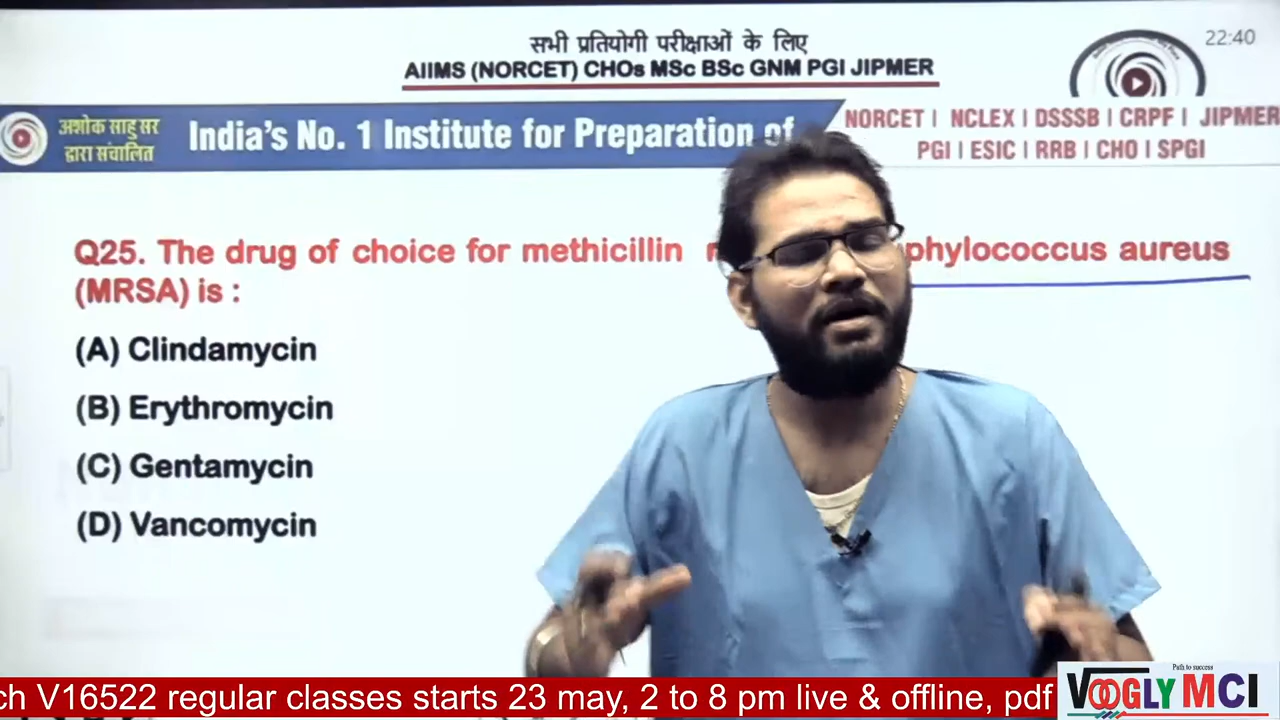 सभी प्रतियोगी परीक्षाओं के लिए
AIIMS (NORCET) CHOs MSc BSc GNM PGI JIPMER
22:40
अशोक साहु सर
द्वारा संचालित
India's No. 1 Institute for Preparation of
NORCET | NCLEX | DSSSB | CRPF | JIPMER
PGI | ESIC | RRB | CHO | SPGI
Q25. The drug of choice for methicillin phylococcus aureus
(MRSA) is :
(A) Clindamycin
(B) Erythromycin
(C) Gentamycin
(D) Vancomycin
ch V16522 regular classes starts 23 may, 2 to 8 pm live & offline, pdf
Path to success
VOOGLY MCI